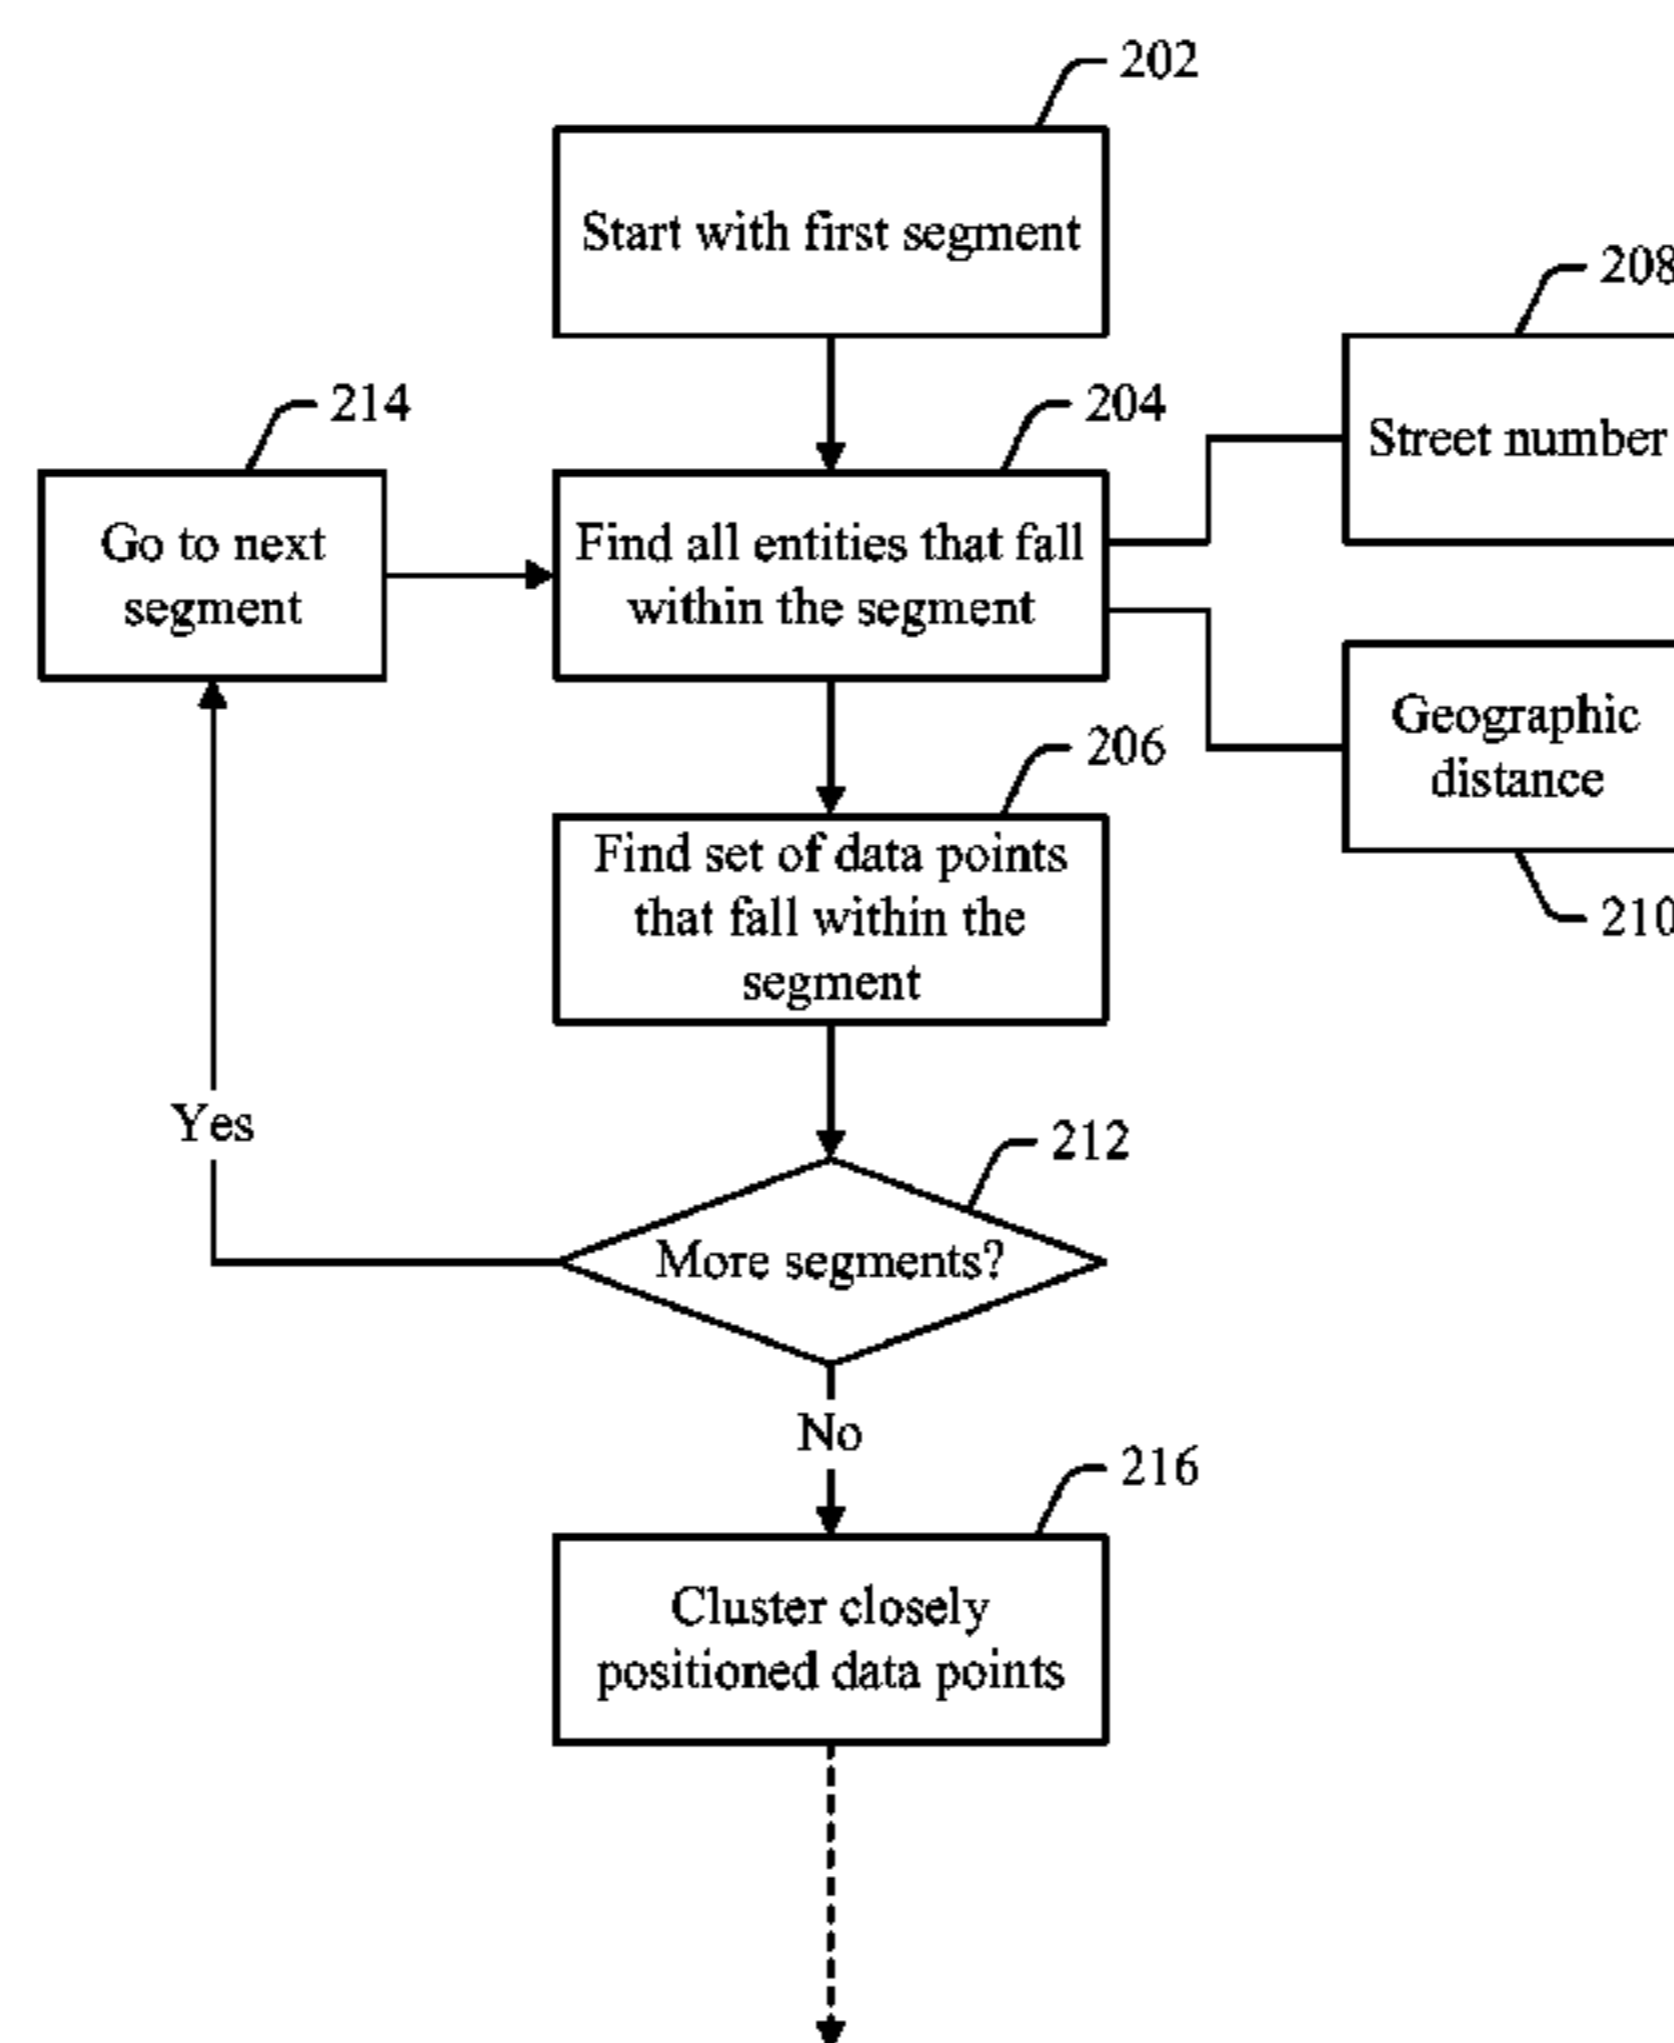 202
Start with first segment
208
214
204
Street number
Go to next
segment
Find all entities that fall
within the segment
206
Geographic
distance
Find set of data points
that fall within the
segment
210
Yes
212
More segments?
No
216
Cluster closely
positioned data points